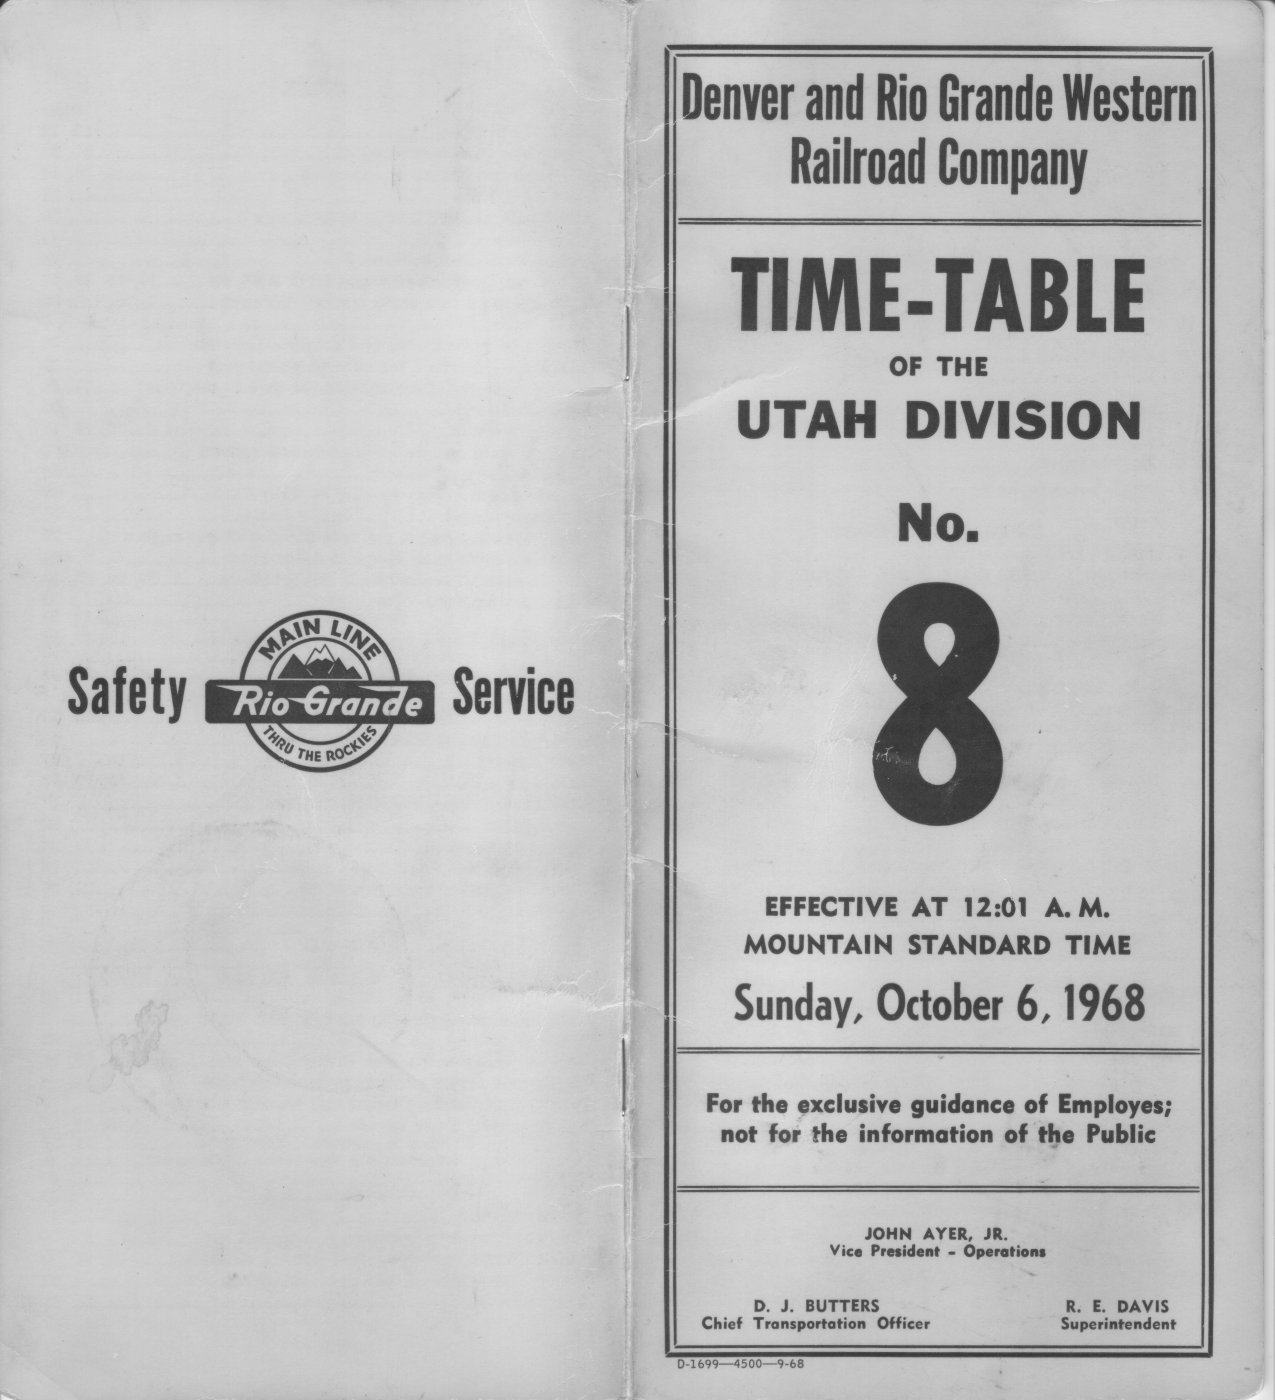 Safety
MAIN LINE
Rio Grande
THRU THE ROCKIES
Service
Denver and Rio Grande Western
Railroad Company
TIME-TABLE
OF THE
UTAH DIVISION
No.
8
EFFECTIVE AT 12:01 A. M.
MOUNTAIN STANDARD TIME
Sunday, October 6, 1968
For the exclusive guidance of Employes;
not for the information of the Public
JOHN AYER, JR.
Vice President - Operations
D. J. BUTTERS
Chief Transportation Officer
R. E. DAVIS
Superintendent
D-1699—4500—9-68